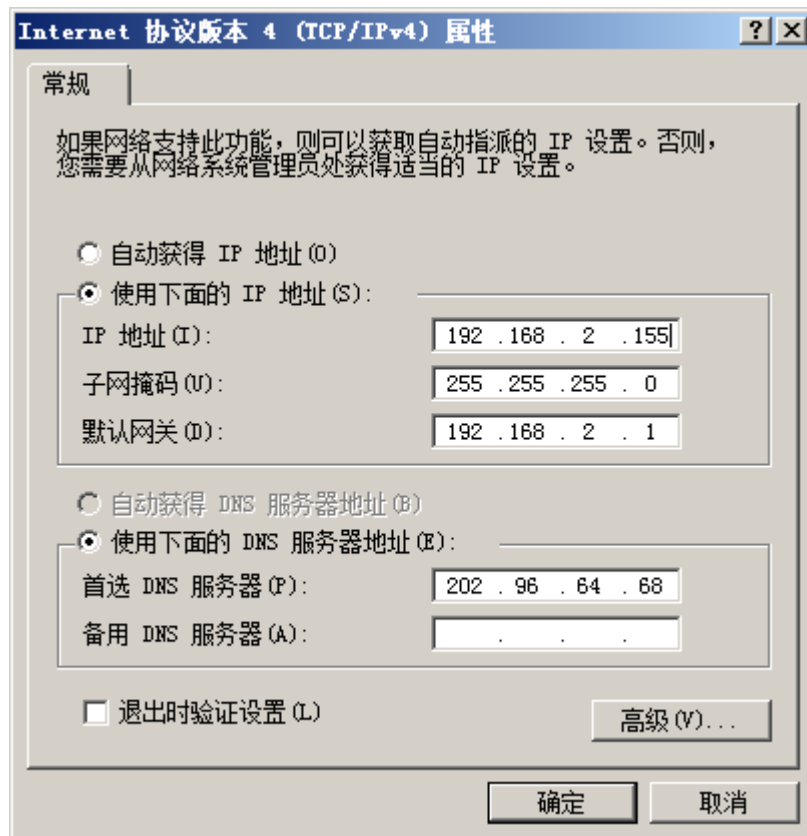 Internet 协议版本 4 (TCP/IPv4) 属性
常规
如果网络支持此功能，则可以获取自动指派的 IP 设置。否则，
您需要从网络系统管理员处获得适当的 IP 设置。
自动获得 IP 地址(O)
使用下面的 IP 地址(S):
IP 地址(I): 192 .168 . 2 .155
子网掩码(U): 255 .255 .255 . 0
默认网关(D): 192 .168 . 2 . 1
自动获得 DNS 服务器地址(B)
使用下面的 DNS 服务器地址(E):
首选 DNS 服务器(P): 202 . 96 . 64 . 68
备用 DNS 服务器(A): . . .
退出时验证设置(L)
高级(V)...
确定 取消